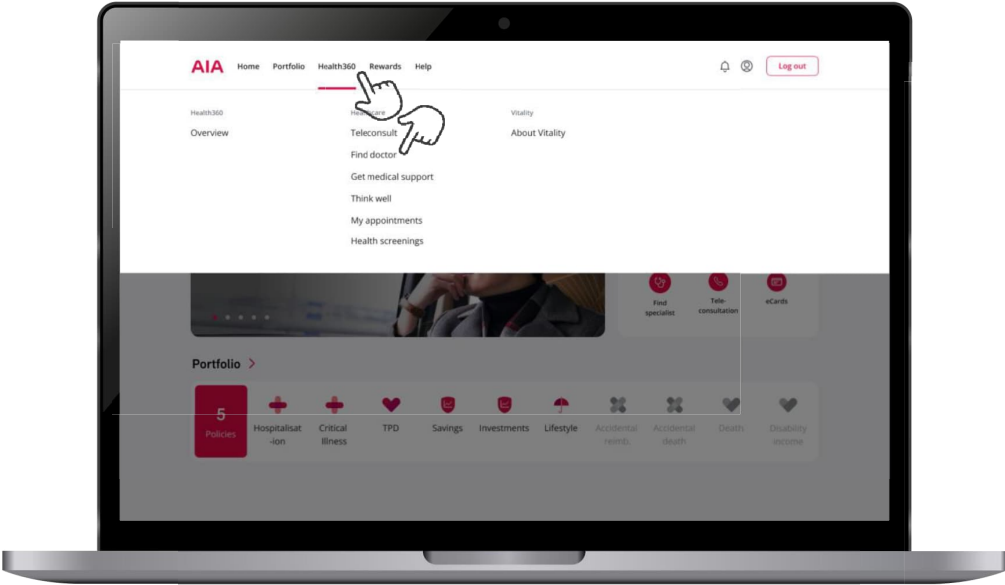 AIA Home Portfolio Health360 Rewards Help Log out
Health360
Overview
Healthcare
Teleconsult
Find doctor
Get medical support
Think well
My appointments
Health screenings
Vitality
About Vitality
Find
specialist
Tele-
consultation
eCards
Portfolio >
5
Policies
Hospitalisat
-ion
Critical
Illness
TPD
Savings
Investments
Lifestyle
Accidental
reimb.
Accidental
death
Death
Disability
income